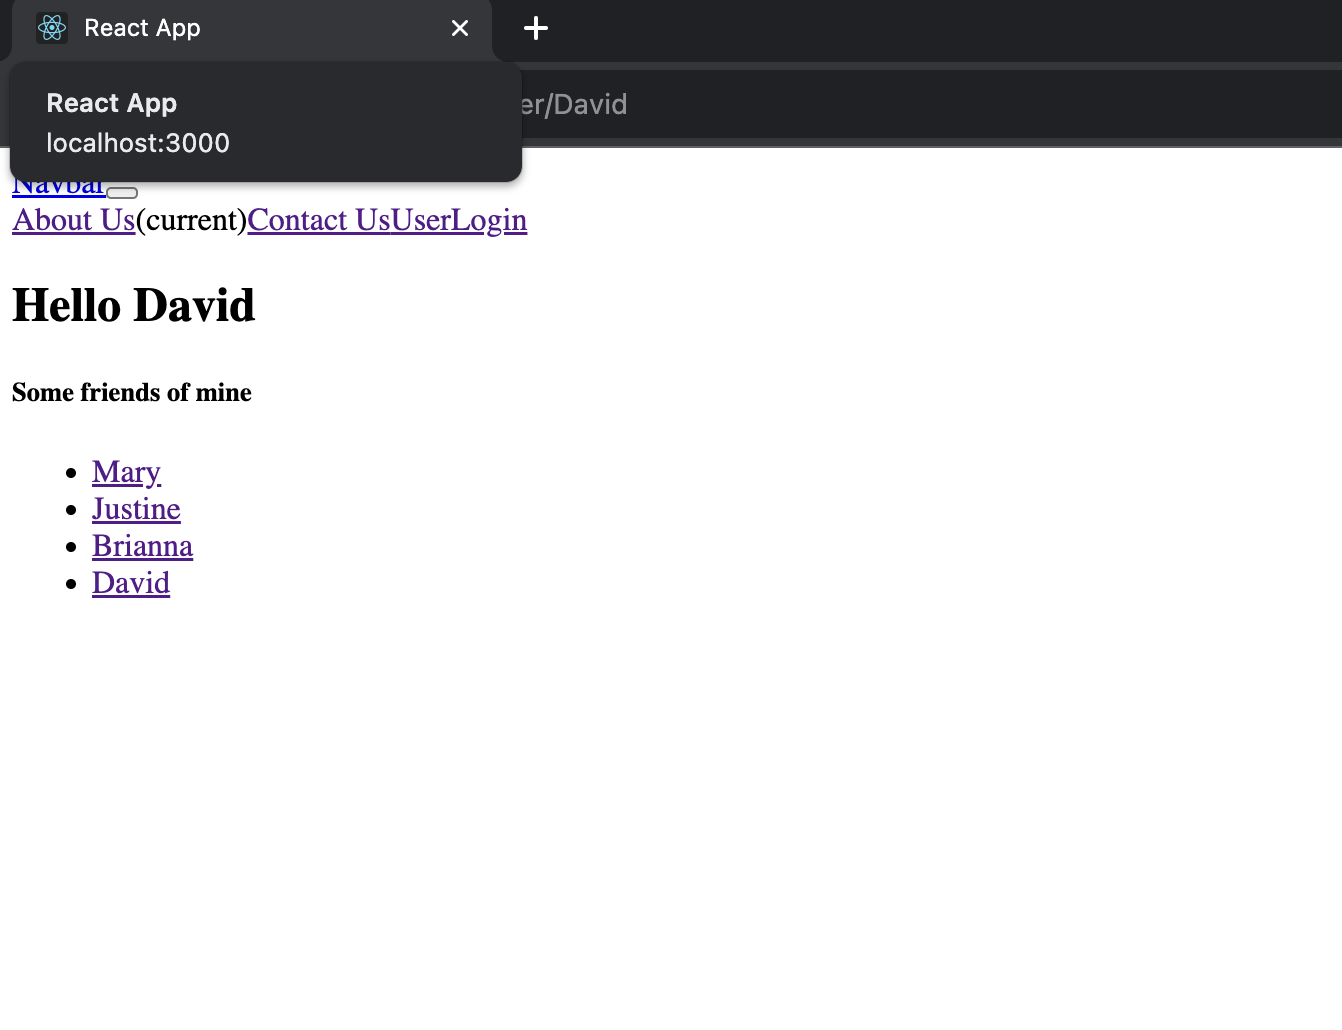 React App
React App
localhost:3000
er/David
Navbar
About Us(current)Contact UsUserLogin
Hello David
Some friends of mine
Mary
Justine
Brianna
David